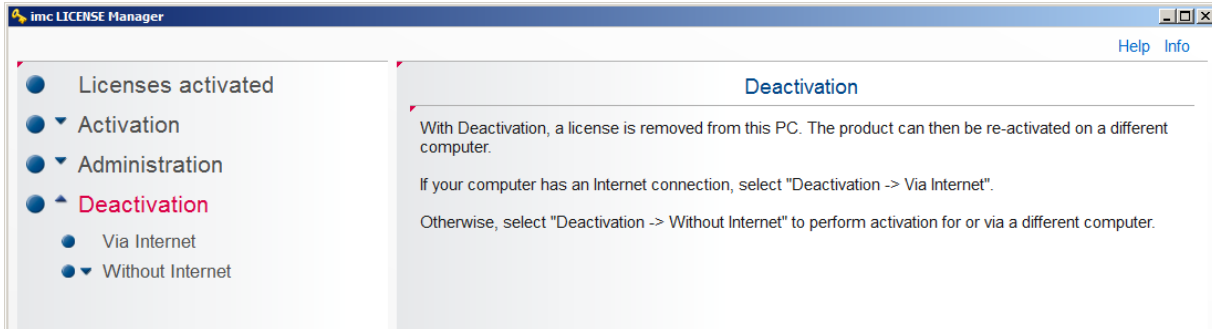 imc LICENSE Manager
Help Info
Licenses activated
Activation
Administration
Deactivation
Via Internet
Without Internet
Deactivation
With Deactivation, a license is removed from this PC. The product can then be re-activated on a different
computer.
If your computer has an Internet connection, select "Deactivation -> Via Internet".
Otherwise, select "Deactivation -> Without Internet" to perform activation for or via a different computer.